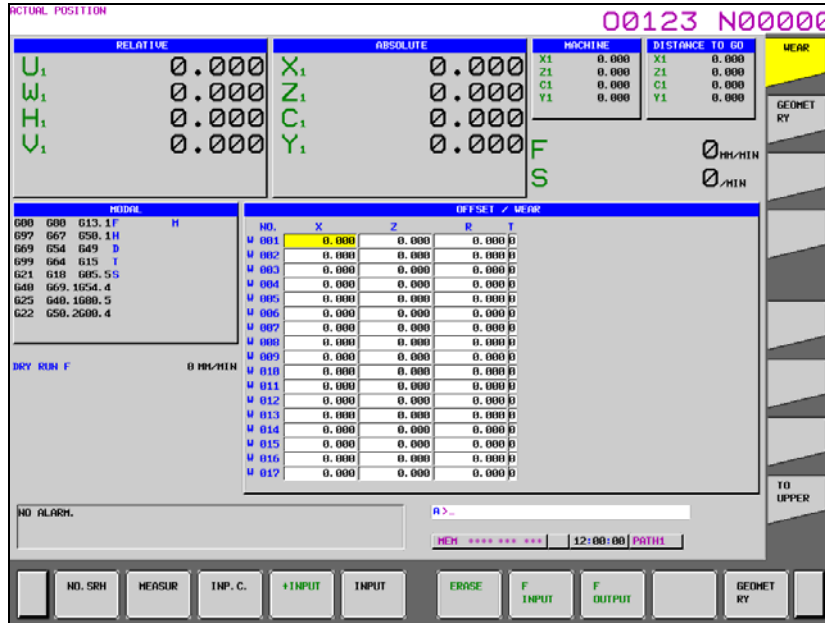 ACTUAL POSITION
O0123 N00000
RELATIVE
U1 0.000
W1 0.000
H1 0.000
V1 0.000
ABSOLUTE
X1 0.000
Z1 0.000
C1 0.000
Y1 0.000
MACHINE
X1 0.000
Z1 0.000
C1 0.000
Y1 0.000
DISTANCE TO GO
X1 0.000
Z1 0.000
C1 0.000
Y1 0.000
F 0 MM/MIN
S 0 /MIN
MODAL
G00 G80 G13.1 F M
G97 G67 G50.1 H
G69 G54 G49 D
G99 G64 G15 T
G21 G18 G05.5 S
G40 G69.1 G54.4
G25 G40.1 G80.5
G22 G50.2 G00.4
DRY RUN F 0 MM/MIN
OFFSET / WEAR
NO. X Z R T
W 001 0.000 0.000 0.000 0
W 002 0.000 0.000 0.000 0
W 003 0.000 0.000 0.000 0
W 004 0.000 0.000 0.000 0
W 005 0.000 0.000 0.000 0
W 006 0.000 0.000 0.000 0
W 007 0.000 0.000 0.000 0
W 008 0.000 0.000 0.000 0
W 009 0.000 0.000 0.000 0
W 010 0.000 0.000 0.000 0
W 011 0.000 0.000 0.000 0
W 012 0.000 0.000 0.000 0
W 013 0.000 0.000 0.000 0
W 014 0.000 0.000 0.000 0
W 015 0.000 0.000 0.000 0
W 016 0.000 0.000 0.000 0
W 017 0.000 0.000 0.000 0
NO ALARM.
A>_
MEM **** *** *** 12:00:00 PATH1
WEAR
GEOMET
RY
TO
UPPER
NO.SRH
MEASUR
INP.C.
+INPUT
INPUT
ERASE
F
INPUT
F
OUTPUT
GEOMET
RY